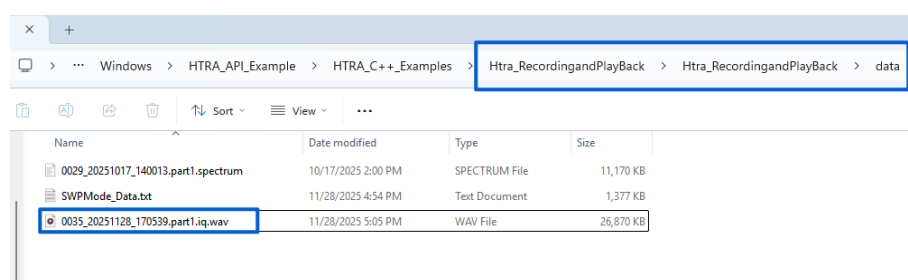 Windows > HTRA_API_Example > HTRA_C++_Examples > Htra_RecordingandPlayBack > Htra_RecordingandPlayBack > data
Sort View
Name Date modified Type Size
0029_20251017_140013.part1.spectrum 10/17/2025 2:00 PM SPECTRUM File 11,170 KB
SWPMode_Data.txt 11/28/2025 4:54 PM Text Document 1,377 KB
0035_20251128_170539.part1.iq.wav 11/28/2025 5:05 PM WAV File 26,870 KB